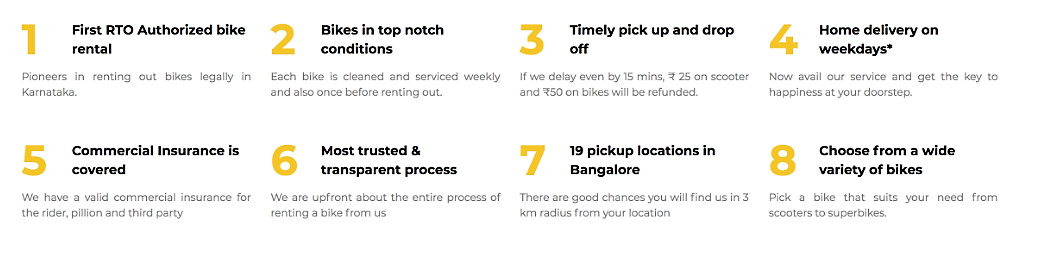 1 First RTO Authorized bike
rental
Pioneers in renting out bikes legally in
Karnataka.
2 Bikes in top notch
conditions
Each bike is cleaned and serviced weekly
and also once before renting out.
3 Timely pick up and drop
off
If we delay even by 15 mins, ₹ 25 on scooter
and ₹50 on bikes will be refunded.
4 Home delivery on
weekdays*
Now avail our service and get the key to
happiness at your doorstep.
5 Commercial Insurance is
covered
We have a valid commercial insurance for
the rider, pillion and third party
6 Most trusted &
transparent process
We are upfront about the entire process of
renting a bike from us
7 19 pickup locations in
Bangalore
There are good chances you will find us in 3
km radius from your location
8 Choose from a wide
variety of bikes
Pick a bike that suits your need from
scooters to superbikes.